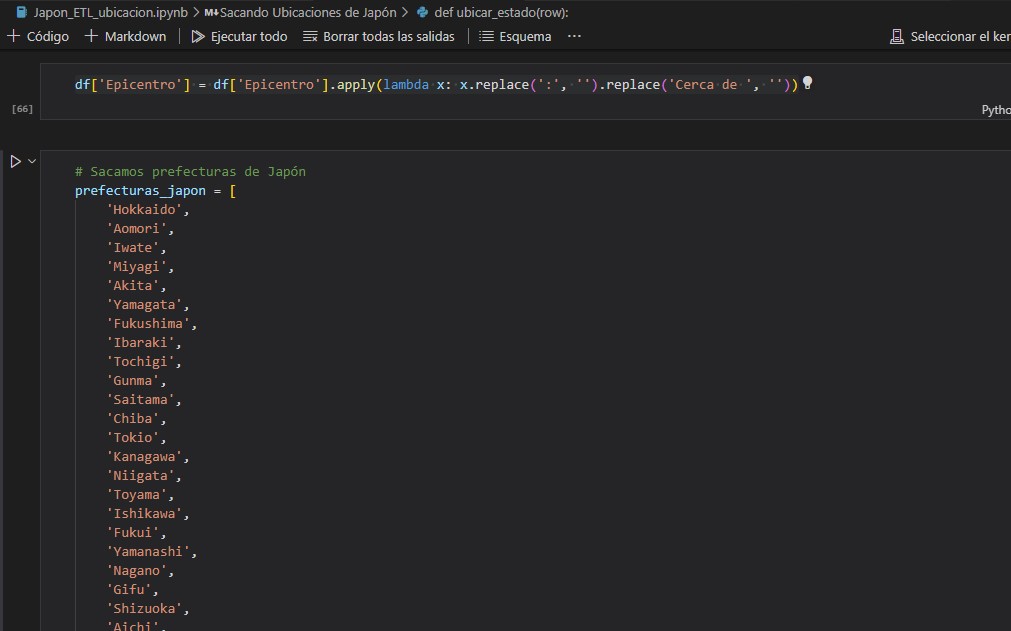 Japon_ETL_ubicacion.ipynb > M↓Sacando Ubicaciones de Japón > def ubicar_estado(row):
+ Código + Markdown | Ejecutar todo Borrar todas las salidas | Esquema ··· Seleccionar el ker
df['Epicentro'] = df['Epicentro'].apply(lambda x: x.replace(':', '').replace('Cerca de ', ''))
[66]
Pytho
# Sacamos prefecturas de Japón
prefecturas_japon = [
'Hokkaido',
'Aomori',
'Iwate',
'Miyagi',
'Akita',
'Yamagata',
'Fukushima',
'Ibaraki',
'Tochigi',
'Gunma',
'Saitama',
'Chiba',
'Tokio',
'Kanagawa',
'Niigata',
'Toyama',
'Ishikawa',
'Fukui',
'Yamanashi',
'Nagano',
'Gifu',
'Shizuoka',
'Aichi',